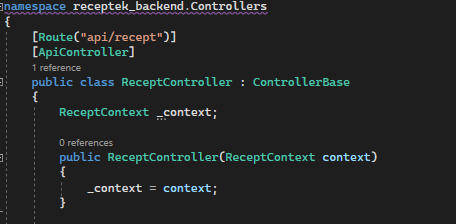 namespace receptek_backend.Controllers
{
[Route("api/recept")]
[ApiController]
1 reference
public class ReceptController : ControllerBase
{
ReceptContext _context;
0 references
public ReceptController(ReceptContext context)
{
_context = context;
}